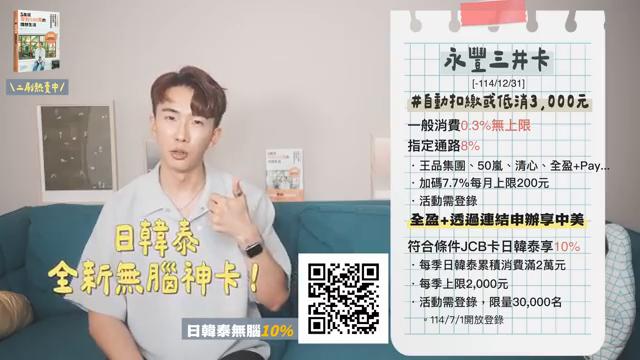 二刷熱賣中
永豐三井卡
[-114/12/31]
#自動扣繳或低消3,000元
一般消費0.3%無上限
指定通路8%
·王品集團、50嵐、清心、全盈+Pay...
·加碼7.7%每月上限200元
·活動需登錄
全盈+透過連結申辦享中美
符合條件JCB卡日韓泰享10%
·每季日韓泰累積消費滿2萬元
·每季上限2,000元
·活動需登錄，限量30,000名
。114/7/1開放登錄
日韓泰
全新無腦神卡！
日韓泰無腦10%